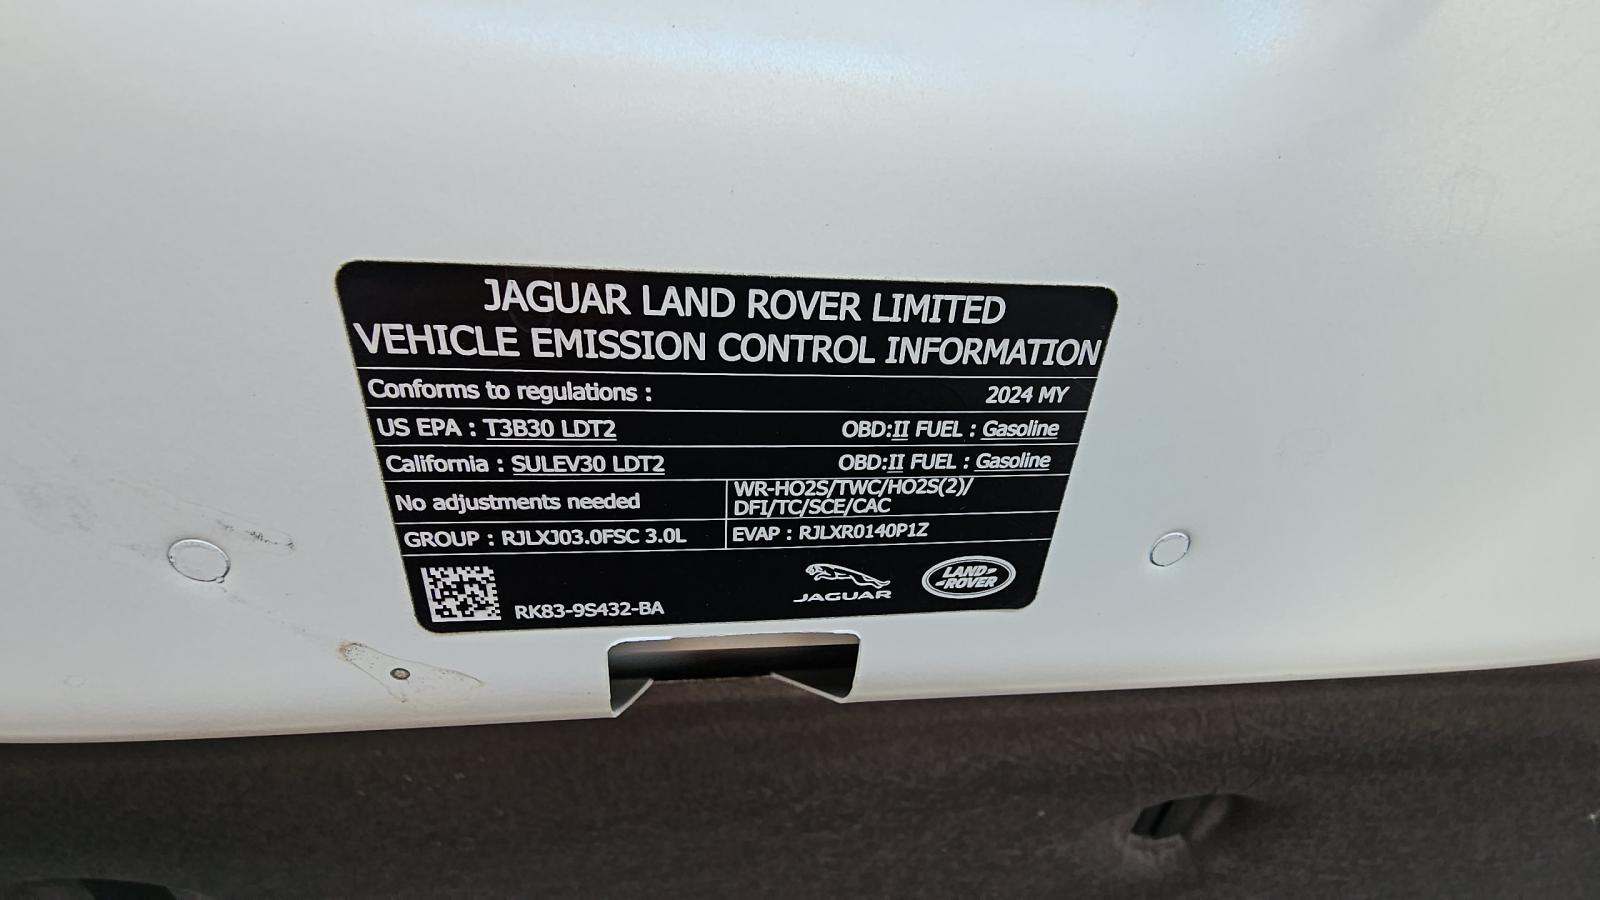 JAGUAR LAND ROVER LIMITED
VEHICLE EMISSION CONTROL INFORMATION
Conforms to regulations : 2024 MY
US EPA : T3B30 LDT2 OBD:II FUEL : Gasoline
California : SULEV30 LDT2 OBD:II FUEL : Gasoline
No adjustments needed
WR-HO2S/TWC/HO2S(2)/
DFI/TC/SCE/CAC
GROUP : RJLXJ03.0FSC 3.0L EVAP : RJLXR0140P1Z
RK83-9S432-BA
JAGUAR
LAND-
-ROVER